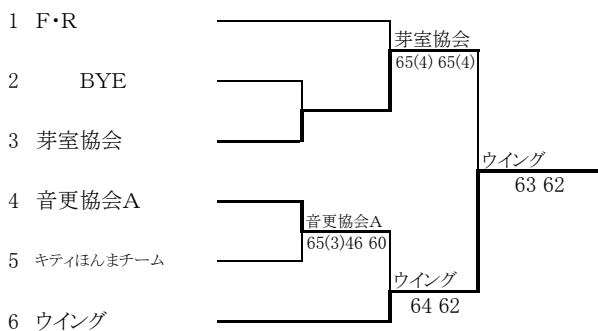 1 F・R
芽室協会
65(4) 65(4)
2 BYE
3 芽室協会
ウイング
63 62
4 音更協会A
音更協会A
65(3)46 60
5 キティほんまチーム
ウイング
64 62
6 ウイング